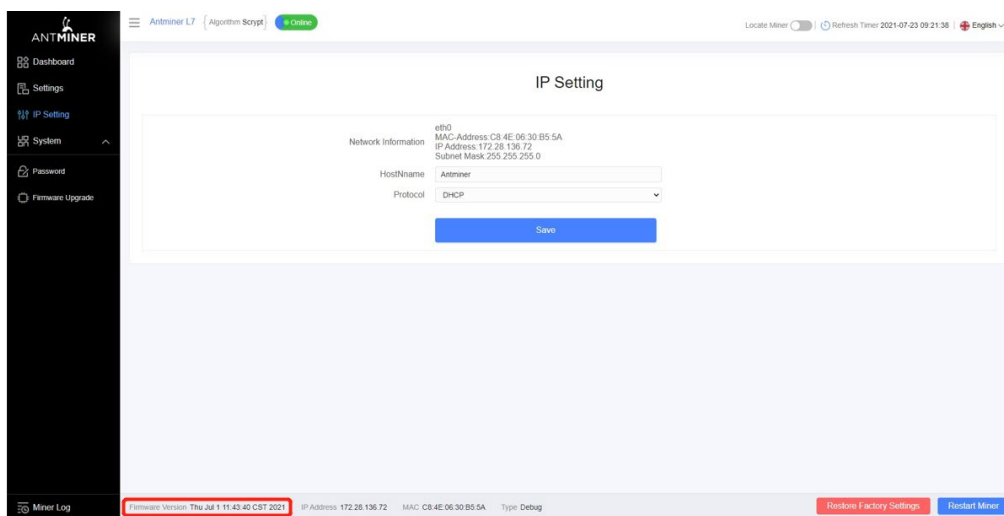 ANTMINER
Antminer L7 { Algorithm Scrypt } Online
Locate Miner Refresh Timer 2021-07-23 09:21:38 English
Dashboard
Settings
IP Setting
System
Password
Firmware Upgrade
IP Setting
Network Information
eth0
MAC-Address:C8:4E:06:30:B5:5A
IP Address:172.28.136.72
Subnet Mask:255.255.255.0
HostNname Antminer
Protocol DHCP
Save
Miner Log
Firmware Version Thu Jul 1 11:43:40 CST 2021 IP Address 172.28.136.72 MAC C8:4E:06:30:B5:5A Type Debug
Restore Factory Settings Restart Miner